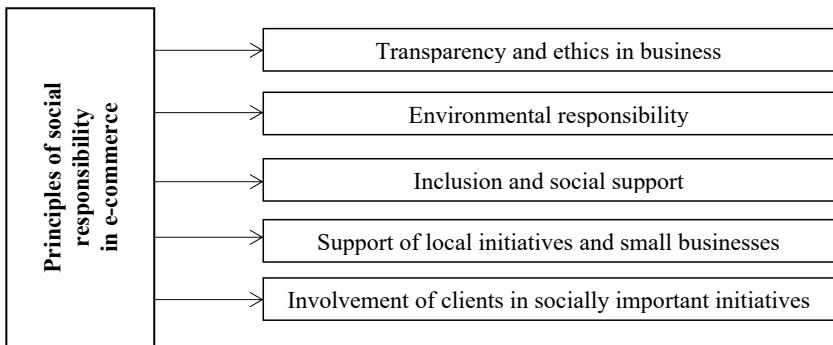 Principles of social
responsibility
in e-commerce
Transparency and ethics in business
Environmental responsibility
Inclusion and social support
Support of local initiatives and small businesses
Involvement of clients in socially important initiatives